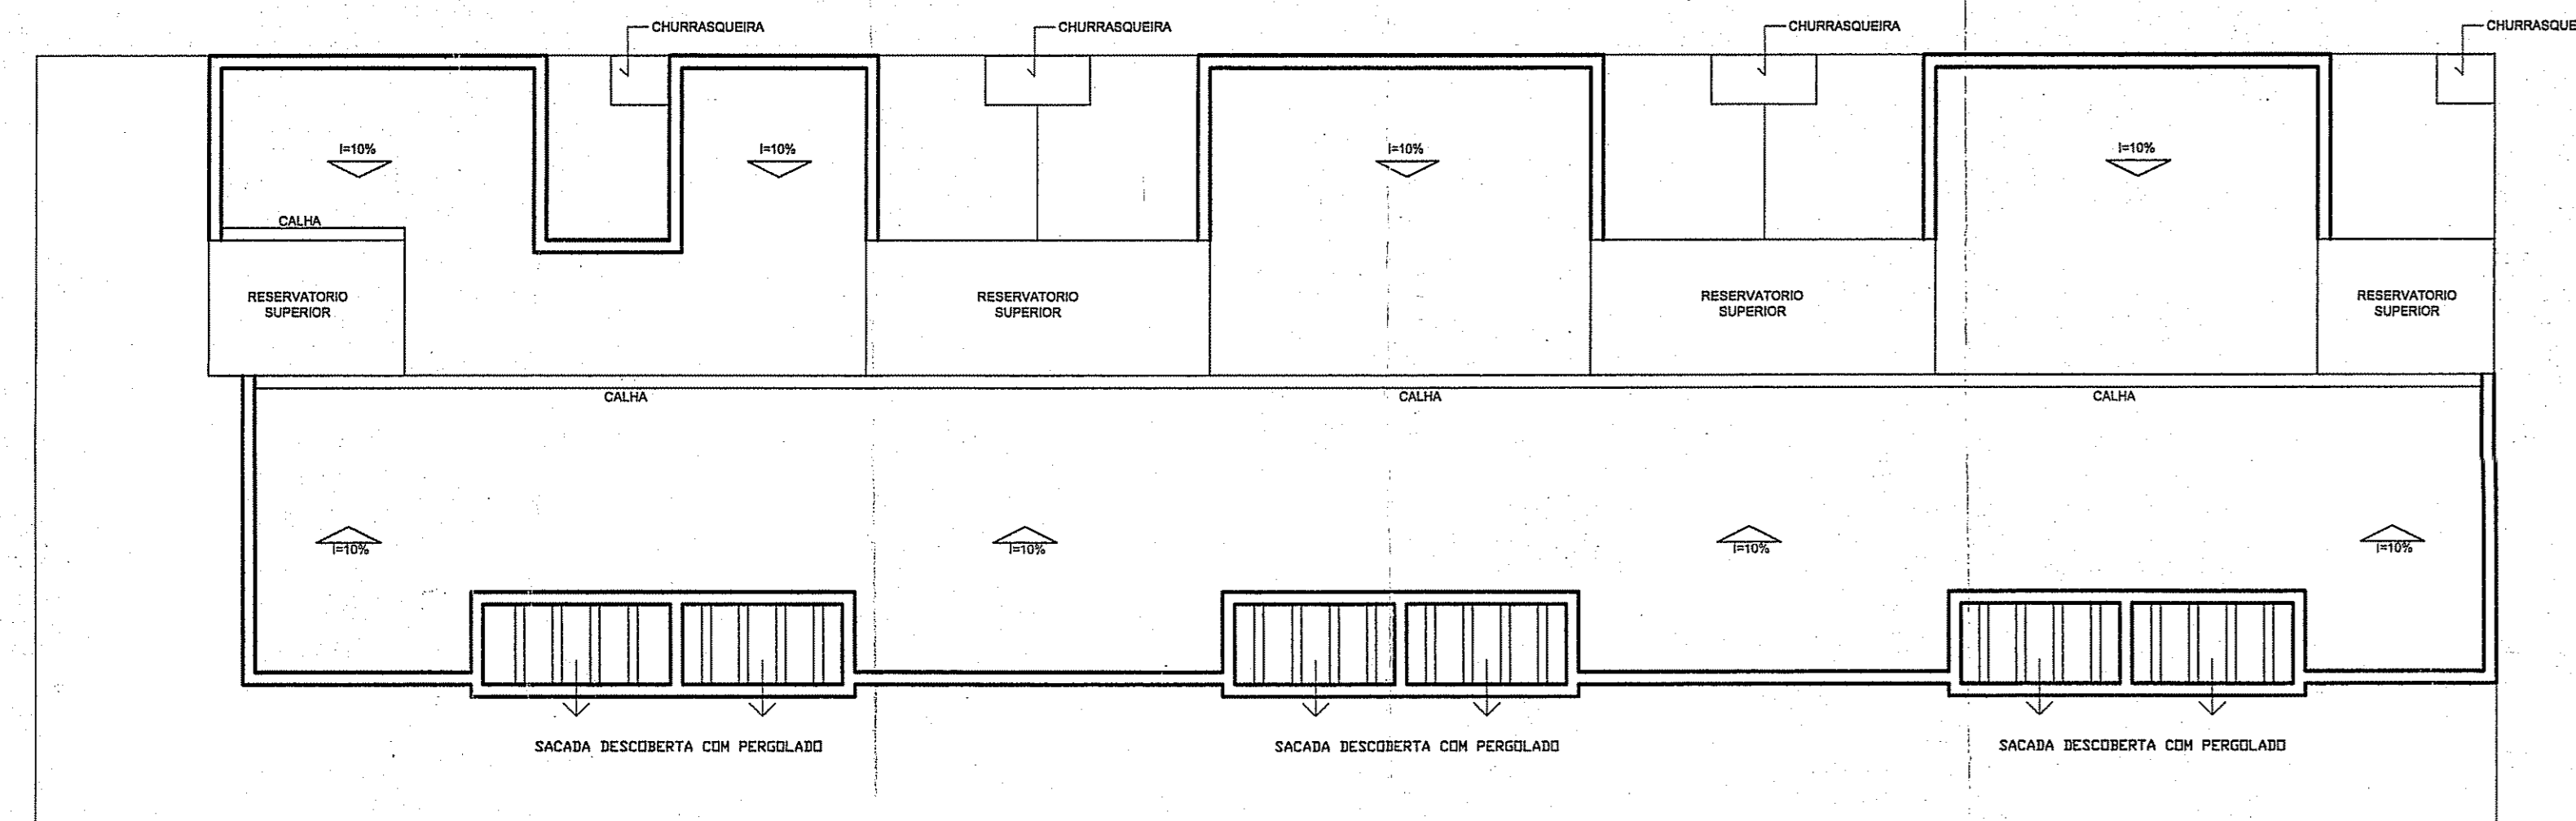 CHURRASQUEIRA
CHURRASQUEIRA
CHURRASQUEIRA
CHURRASQUE
I=10%
I=10%
I=10%
I=10%
CALHA
RESERVATORIO
SUPERIOR
RESERVATORIO
SUPERIOR
RESERVATORIO
SUPERIOR
RESERVATORIO
SUPERIOR
CALHA
CALHA
CALHA
I=10%
I=10%
I=10%
I=10%
SACADA DESCOBERTA COM PERGOLADO
SACADA DESCOBERTA COM PERGOLADO
SACADA DESCOBERTA COM PERGOLADO